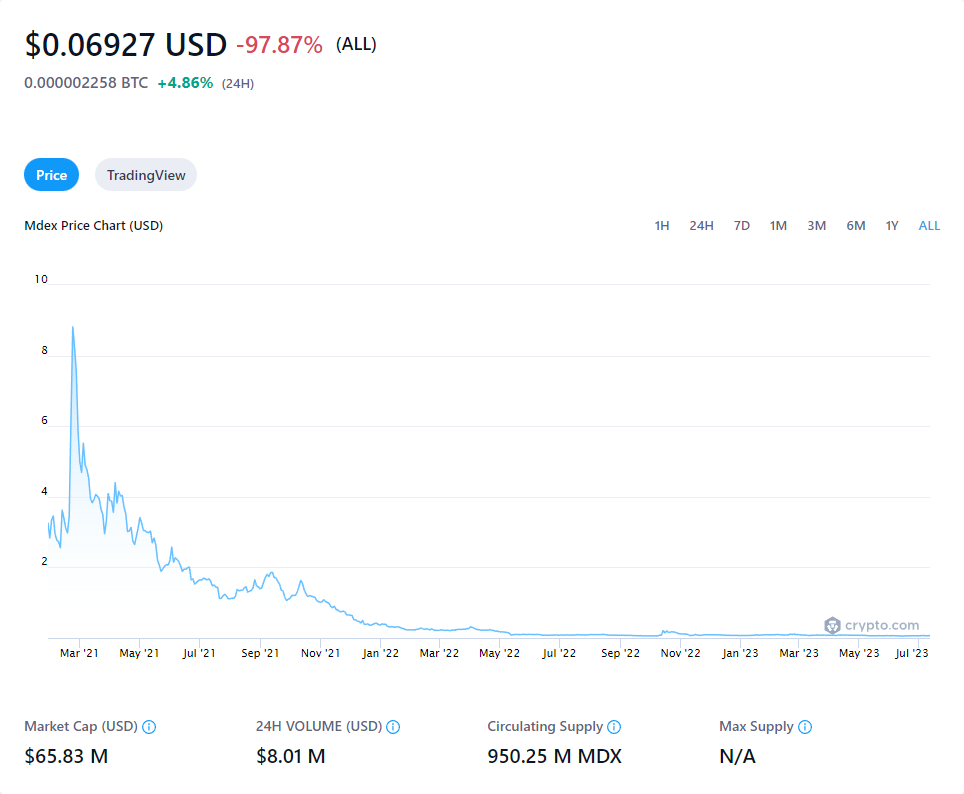 $0.06927 USD -97.87% (ALL)
0.000002258 BTC +4.86% (24H)
Price TradingView
Mdex Price Chart (USD) 1H 24H 7D 1M 3M 6M 1Y ALL
10
8
6
4
2
crypto.com
Mar '21 May '21 Jul '21 Sep '21 Nov '21 Jan '22 Mar '22 May '22 Jul '22 Sep '22 Nov '22 Jan '23 Mar '23 May '23 Jul '23
Market Cap (USD) 24H VOLUME (USD) Circulating Supply Max Supply
$65.83 M $8.01 M 950.25 M MDX N/A